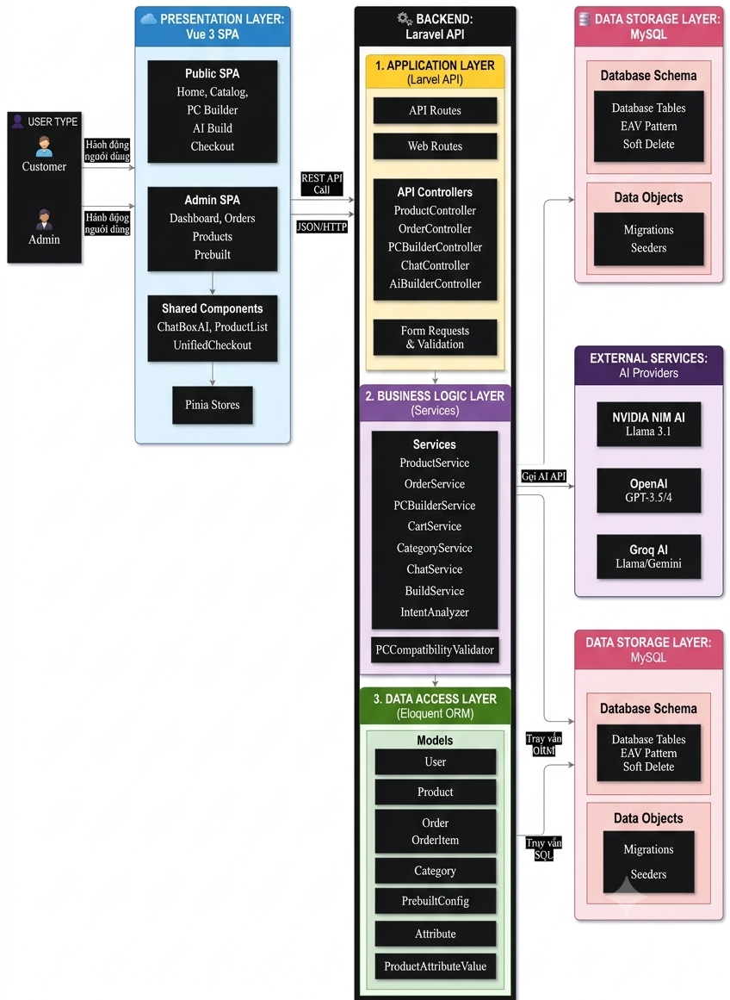 USER TYPE
Customer
Admin
người dùng
người dùng
PRESENTATION LAYER:
Vue 3 SPA
Public SPA
Home, Catalog,
PC Builder
AI Build
Checkout
Admin SPA
Dashboard, Orders
Products
Prebuilt
Shared Components
ChatBoxAI, ProductList
UnifiedCheckout
Pinia Stores
REST API
Call
JSON/HTTP
BACKEND:
Laravel API
1. APPLICATION LAYER
(Larvel API)
API Routes
Web Routes
API Controllers
ProductController
OrderController
PCBuilderController
ChatController
AiBuilderController
Form Requests
& Validation
2. BUSINESS LOGIC LAYER
(Services)
Services
ProductService
OrderService
PCBuilderService
CartService
CategoryService
ChatService
BuildService
IntentAnalyzer
PCCompatibilityValidator
3. DATA ACCESS LAYER
(Eloquent ORM)
Models
User
Product
Order
OrderItem
Category
PrebuiltConfig
Attribute
ProductAttributeValue
Gọi AI API
SQL
DATA STORAGE LAYER:
MySQL
Database Schema
Database Tables
EAV Pattern
Soft Delete
Data Objects
Migrations
Seeders
EXTERNAL SERVICES:
AI Providers
NVIDIA NIM AI
Llama 3.1
OpenAI
GPT-3.5/4
Groq AI
Llama/Gemini
DATA STORAGE LAYER:
MySQL
Database Schema
Database Tables
EAV Pattern
Soft Delete
Data Objects
Migrations
Seeders